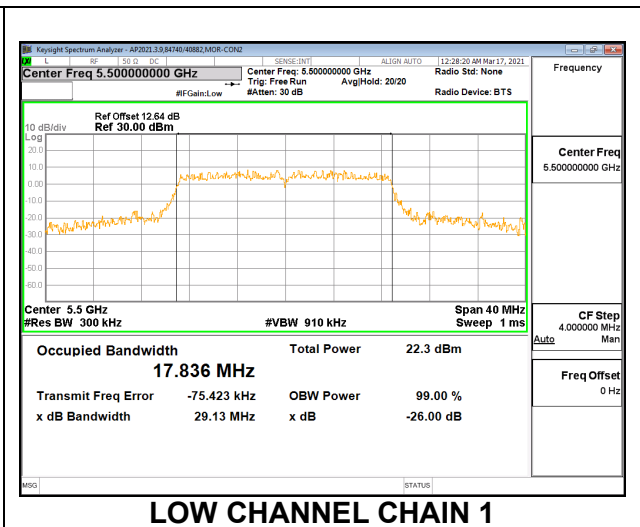 Keysight Spectrum Analyzer - AP2021.3.9,84740/40882,MOR-CON2
L RF 50 Ω DC SENSE:INT ALIGN AUTO 12:28:20 AM Mar 17, 2021
Center Freq 5.500000000 GHz
Center Freq: 5.500000000 GHz
Radio Std: None
Trig: Free Run Avg|Hold: 20/20
#IFGain:Low #Atten: 30 dB Radio Device: BTS
Ref Offset 12.64 dB
10 dB/div Ref 30.00 dBm
Log
20.0
10.0
0.00
-10.0
-20.0
-30.0
-40.0
-50.0
-60.0
Center 5.5 GHz Span 40 MHz
#Res BW 300 kHz #VBW 910 kHz Sweep 1 ms
Occupied Bandwidth Total Power 22.3 dBm
17.836 MHz
Transmit Freq Error -75.423 kHz OBW Power 99.00 %
x dB Bandwidth 29.13 MHz x dB -26.00 dB
MSG STATUS
Frequency
Center Freq
5.500000000 GHz
CF Step
4.000000 MHz
Auto Man
Freq Offset
0 Hz
LOW CHANNEL CHAIN 1